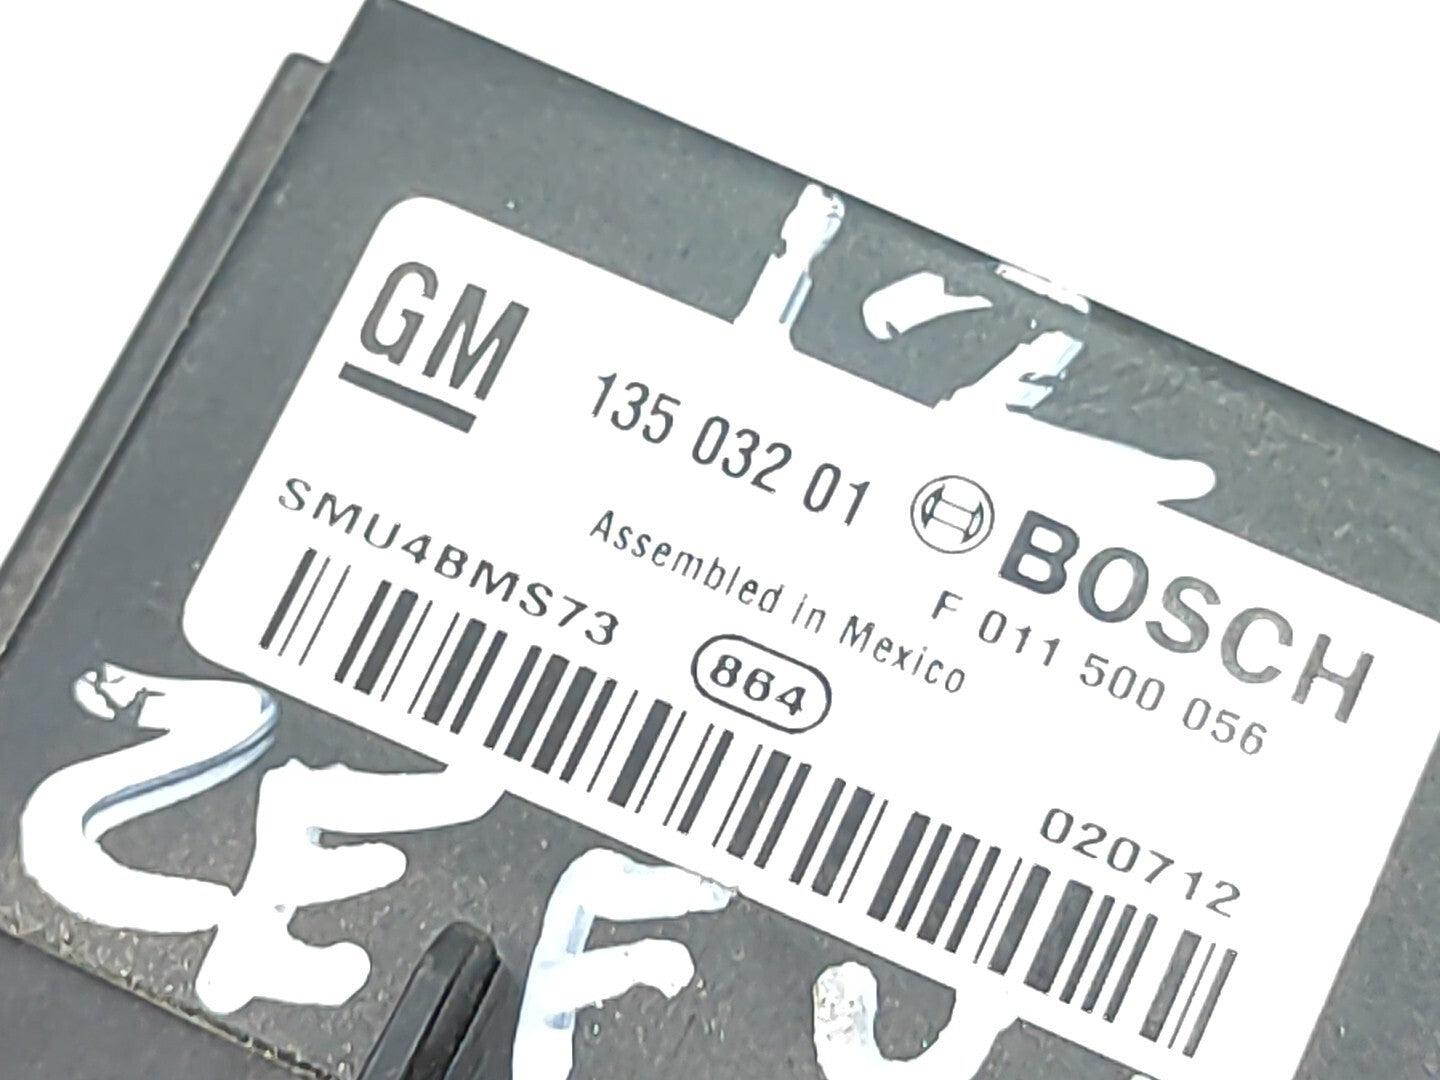 GM
135 032 01
BOSCH
SMU4BMS73
Assembled in Mexico
F 011 500 056
864
020712